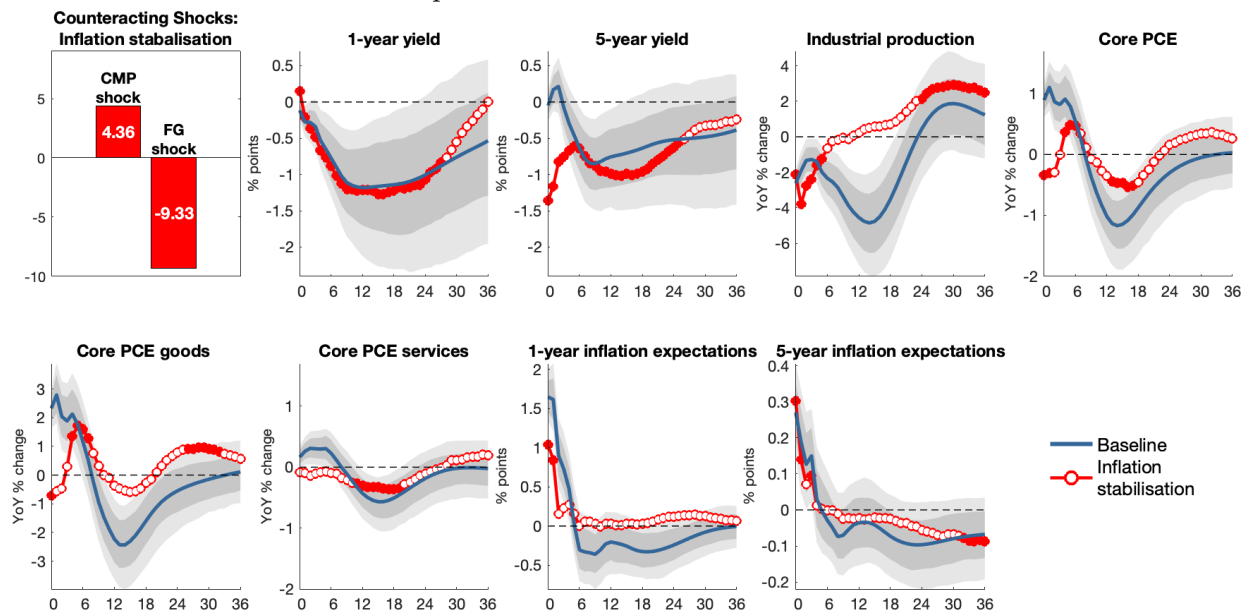 Counteracting Shocks:
Inflation stabalisation
CMP
shock
4.36
FG
shock
-9.33
5
0
-5
-10
1-year yield
% points
0.5
0
-0.5
-1
-1.5
-2
0 6 12 18 24 30 36
5-year yield
% points
0.5
0
-0.5
-1
-1.5
-2
0 6 12 18 24 30 36
Industrial production
YoY % change
4
2
0
-2
-4
-6
0 6 12 18 24 30 36
Core PCE
YoY % change
1
0
-1
-2
0 6 12 18 24 30 36
Core PCE goods
YoY % change
3
2
1
0
-1
-2
-3
0 6 12 18 24 30 36
Core PCE services
YoY % change
1
0
-1
-2
0 6 12 18 24 30 36
1-year inflation expectations
% points
2
1.5
1
0.5
0
-0.5
0 6 12 18 24 30 36
5-year inflation expectations
% points
0.4
0.3
0.2
0.1
0
-0.1
-0.2
0 6 12 18 24 30 36
Baseline
Inflation
stabilisation